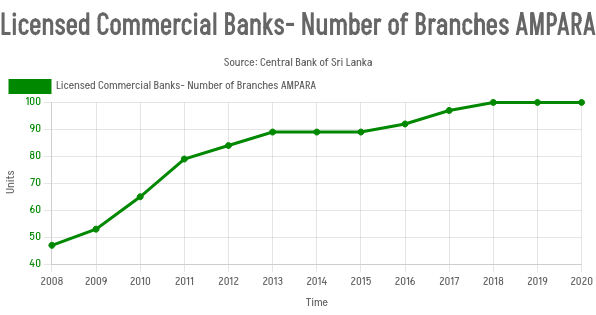 Licensed Commercial Banks- Number of Branches AMPARA
Source: Central Bank of Sri Lanka
Licensed Commercial Banks- Number of Branches AMPARA
100
90
80
70
60
50
40
Units
2008 2009 2010 2011 2012 2013 2014 2015 2016 2017 2018 2019 2020
Time